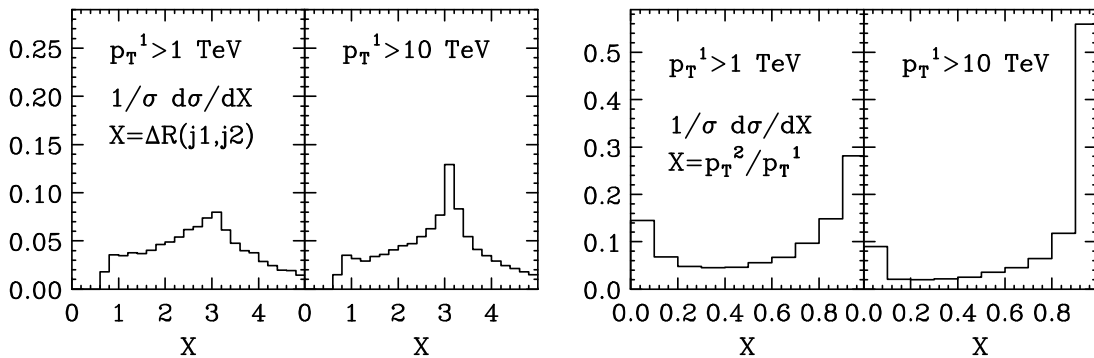 0.25
0.20
0.15
0.10
0.05
0.00
p_T^1>1 TeV
1/σ dσ/dX
X=ΔR(j1,j2)
0 1 2 3 4
X
p_T^1>10 TeV
0 1 2 3 4
X
0.5
0.4
0.3
0.2
0.1
0.0
p_T^1>1 TeV
1/σ dσ/dX
X=p_T^2/p_T^1
0.0 0.2 0.4 0.6 0.8
X
p_T^1>10 TeV
0.0 0.2 0.4 0.6 0.8
X